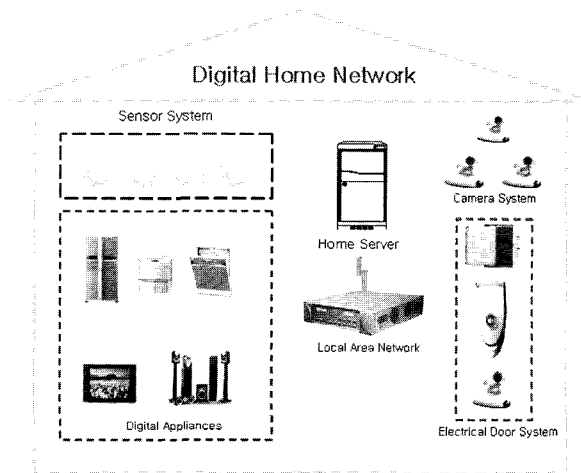 Digital Home Network
Sensor System
Camera System
Home Server
Local Area Network
Digital Appliances
Electrical Door System